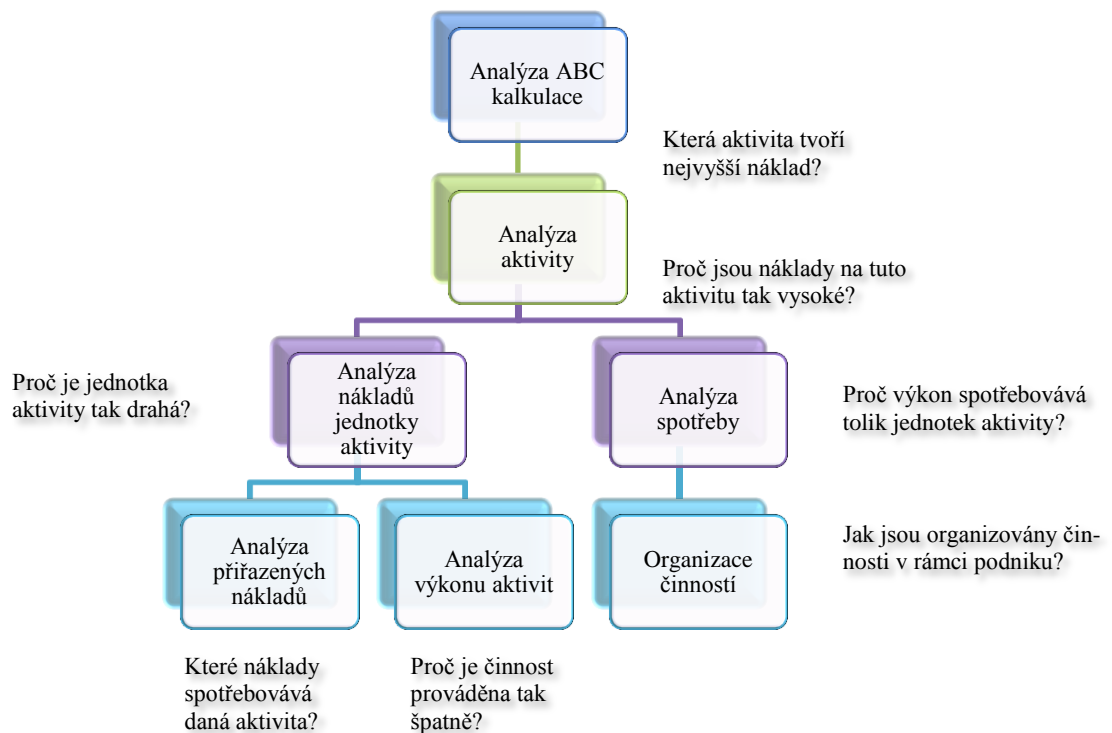 Analýza ABC
kalkulace
Která aktivita tvoří
nejvyšší náklad?
Analýza
aktivity
Proč jsou náklady na tuto
aktivitu tak vysoké?
Proč je jednotka
aktivity tak drahá?
Analýza
nákladů
jednotky
aktivity
Analýza
spotřeby
Proč výkon spotřebovává
tolik jednotek aktivity?
Analýza
přiřazených
nákladů
Analýza
výkonu aktivit
Organizace
činností
Jak jsou organizovány čin-
nosti v rámci podniku?
Které náklady
spotřebovává
daná aktivita?
Proč je činnost
prováděna tak
špatně?